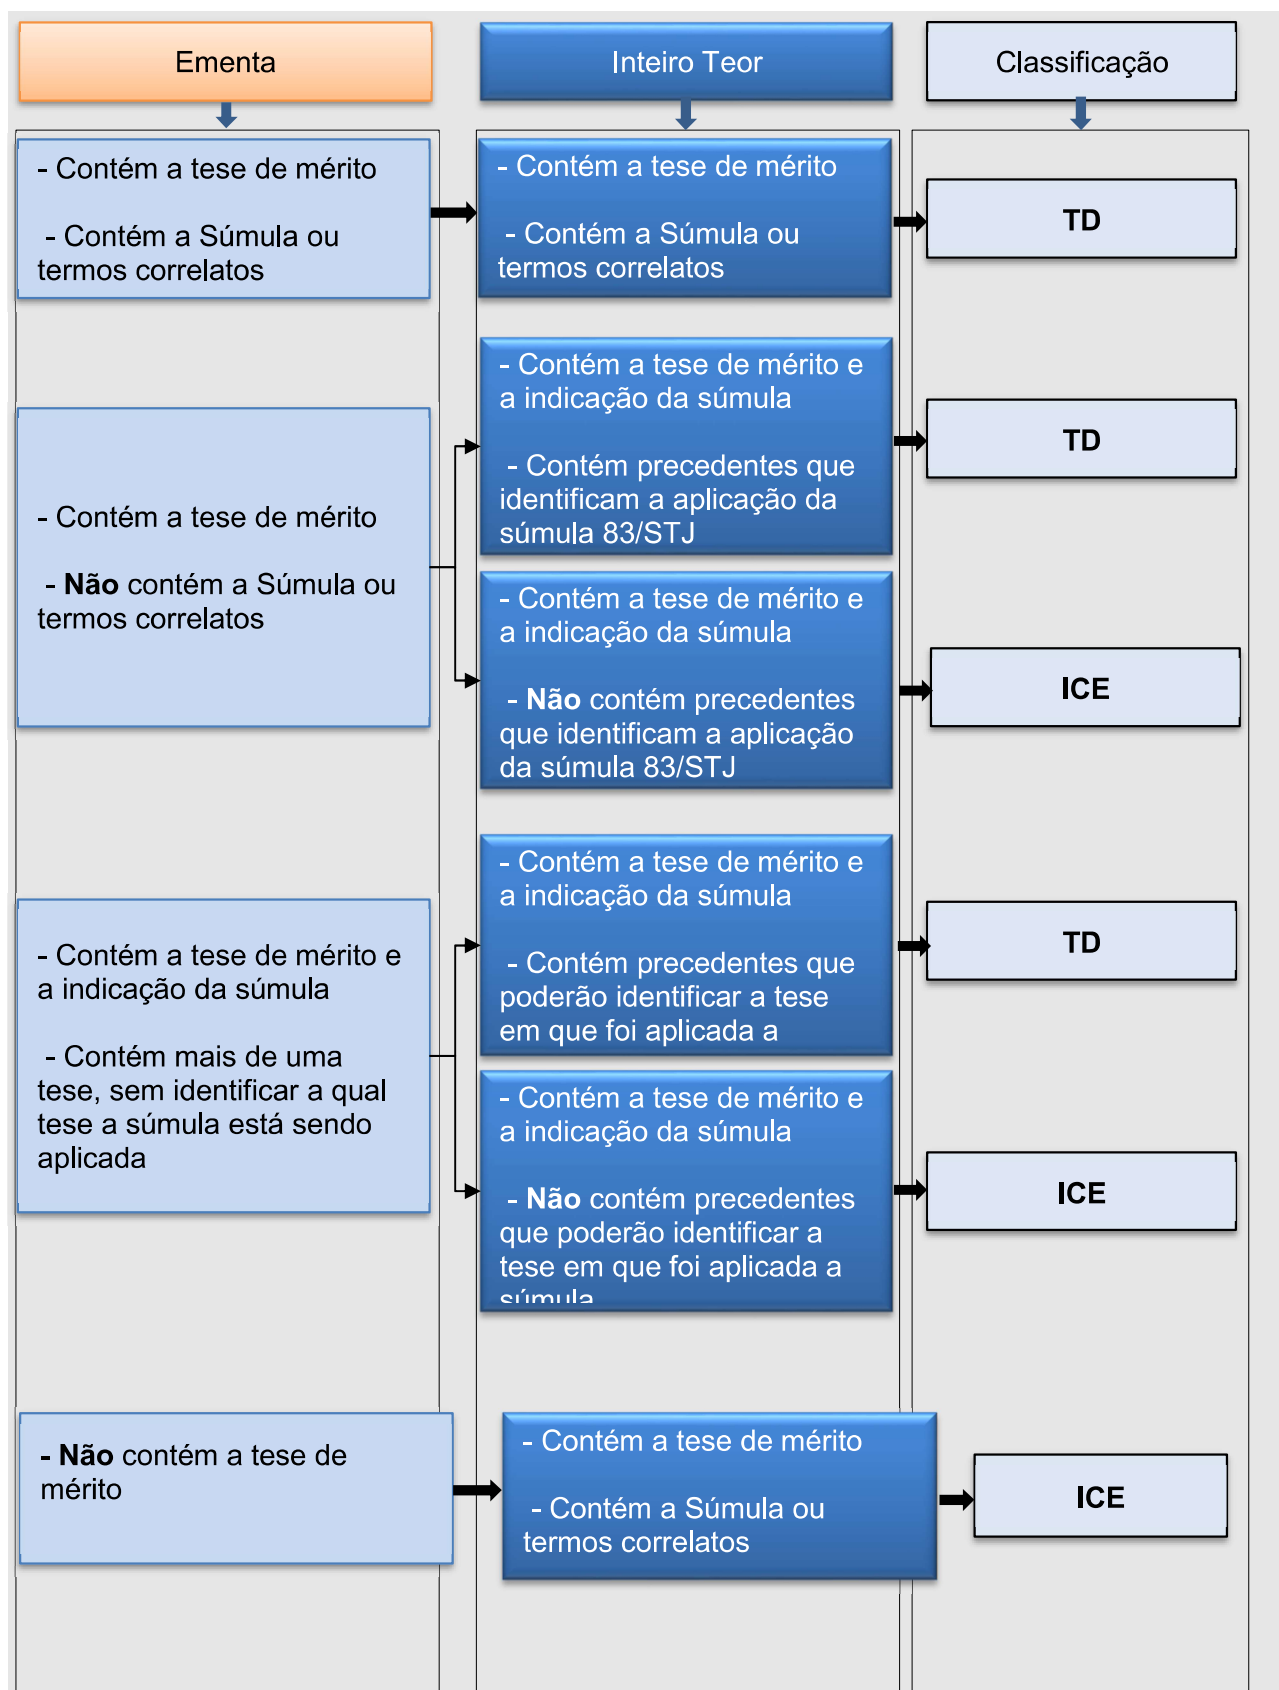 Ementa
Inteiro Teor
Classificação
- Contém a tese de mérito
- Contém a Súmula ou
termos correlatos
- Contém a tese de mérito
- Contém a Súmula ou
termos correlatos
TD
- Contém a tese de mérito
- Não contém a Súmula ou
termos correlatos
- Contém a tese de mérito e
a indicação da súmula
- Contém precedentes que
identificam a aplicação da
súmula 83/STJ
TD
- Contém a tese de mérito e
a indicação da súmula
- Não contém precedentes
que identificam a aplicação
da súmula 83/STJ
ICE
- Contém a tese de mérito e
a indicação da súmula
- Contém mais de uma
tese, sem identificar a qual
tese a súmula está sendo
aplicada
- Contém a tese de mérito e
a indicação da súmula
- Contém precedentes que
poderão identificar a tese
em que foi aplicada a
TD
- Contém a tese de mérito e
a indicação da súmula
- Não contém precedentes
que poderão identificar a
tese em que foi aplicada a
súmula
ICE
- Não contém a tese de
mérito
- Contém a tese de mérito
- Contém a Súmula ou
termos correlatos
ICE